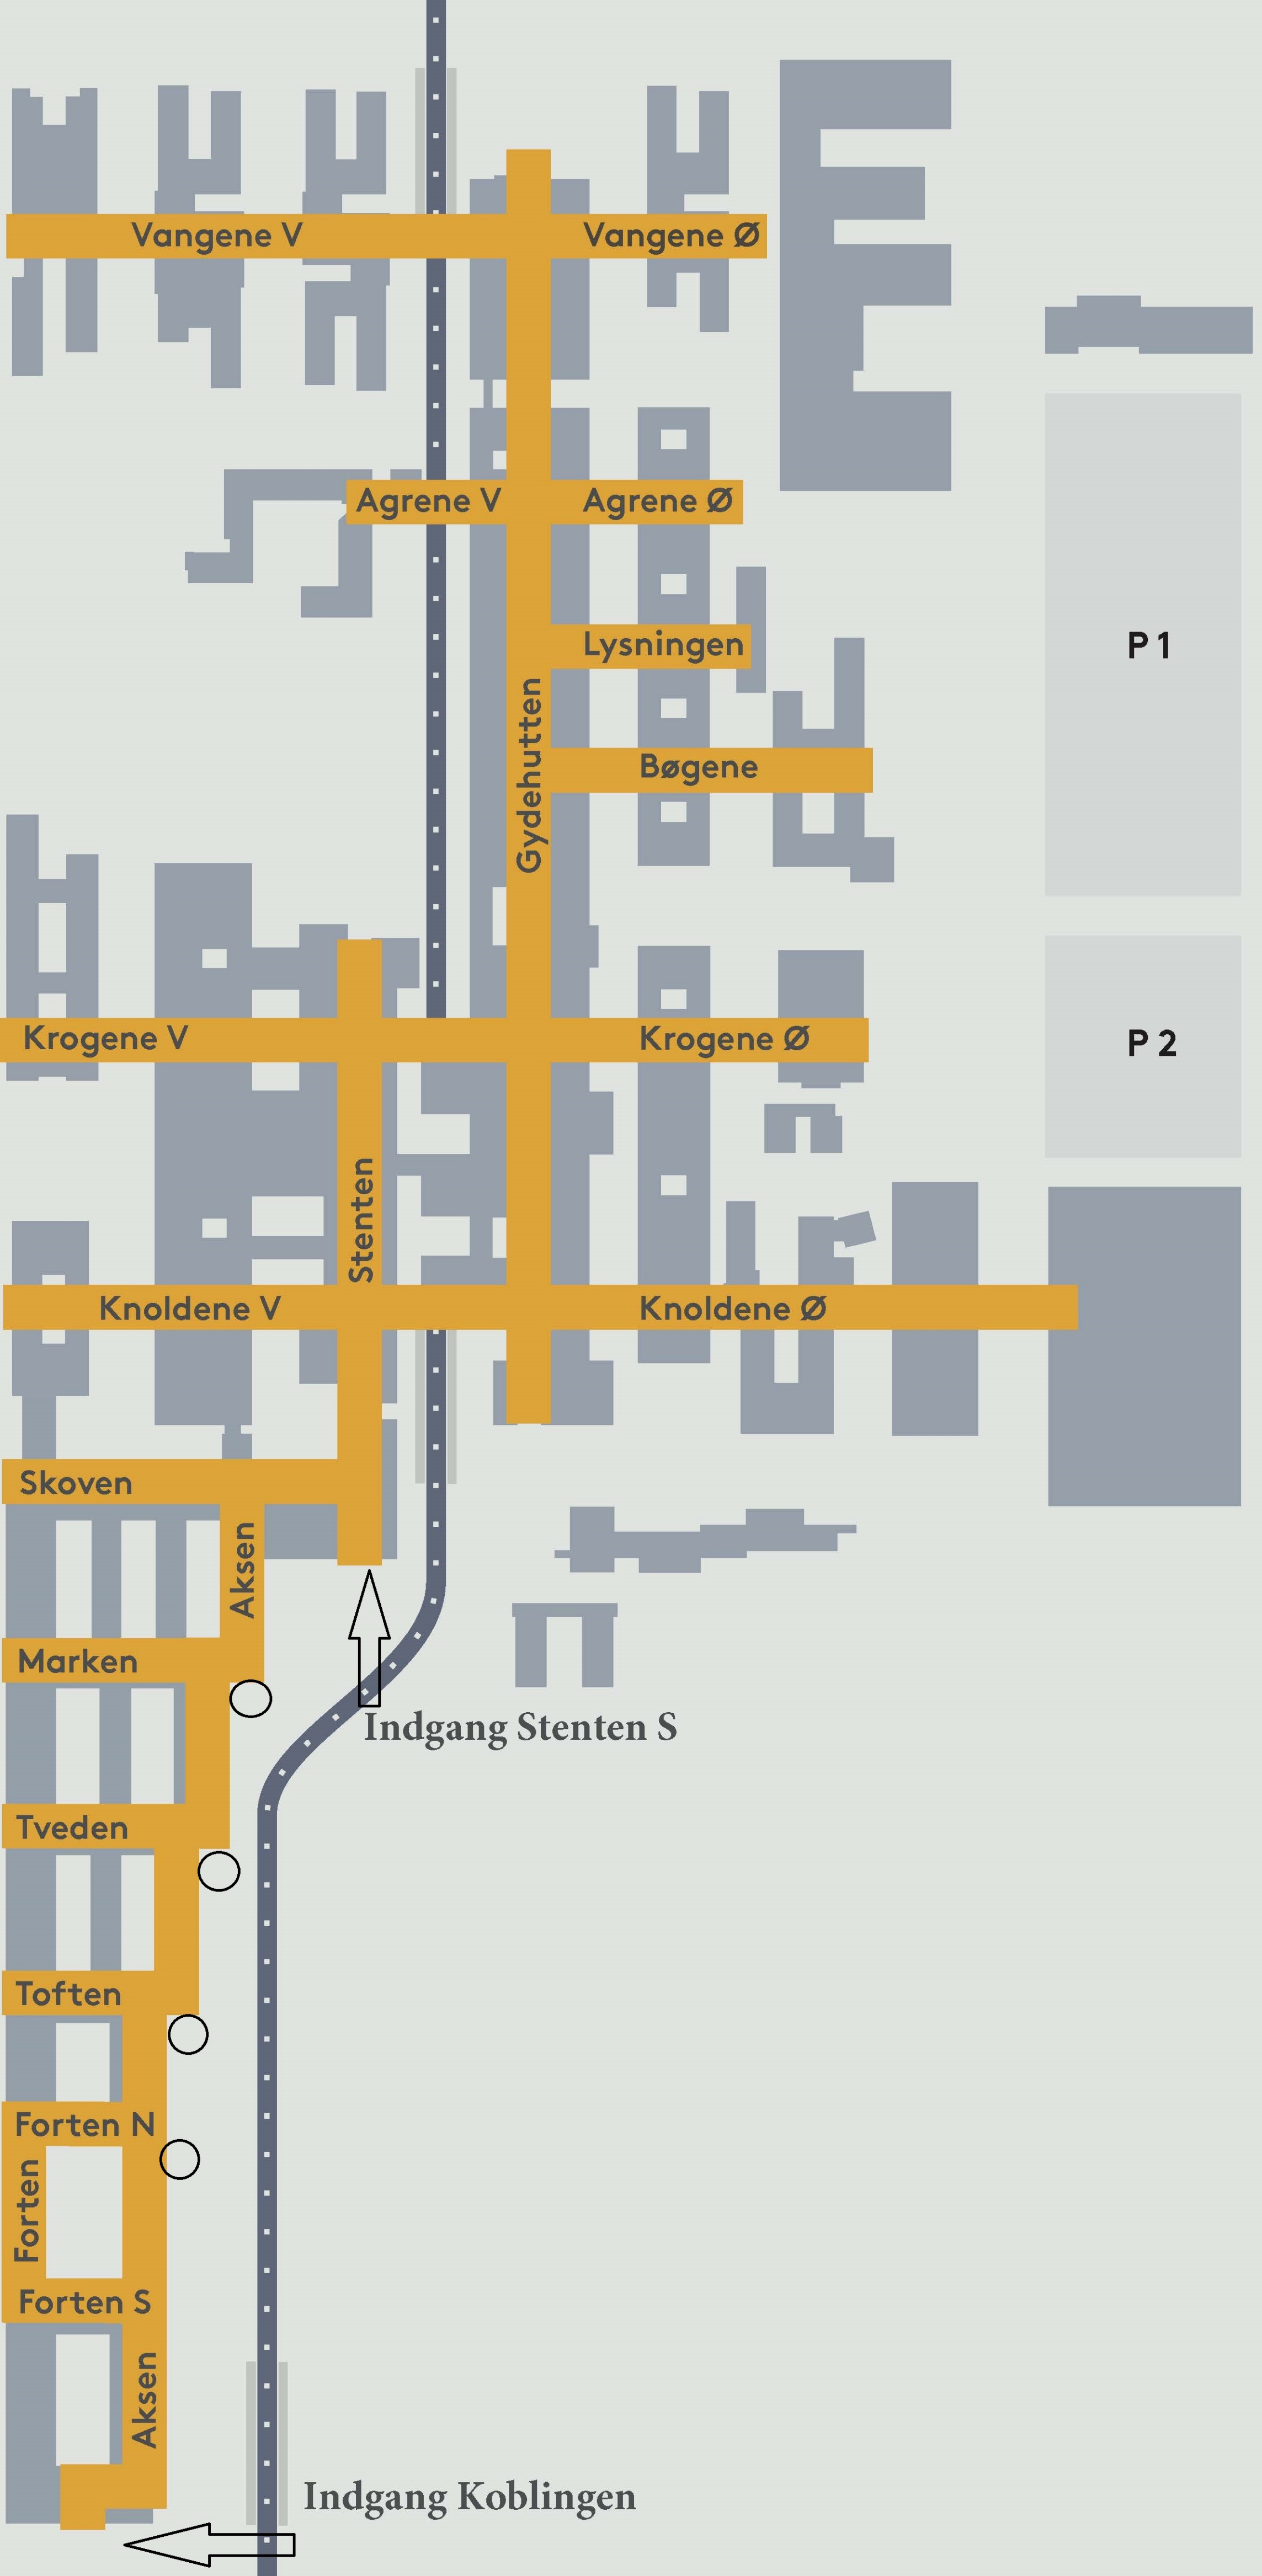 Vangene V
Vangene Ø
Agrene V
Agrene Ø
Lysningen
P 1
Gydehutten
Bøgene
Krogene V
Krogene Ø
P 2
Stenten
Knoldene V
Knoldene Ø
Skoven
Aksen
Marken
Indgang Stenten S
Tveden
Toften
Forten N
Forten
Forten S
Aksen
Indgang Koblingen